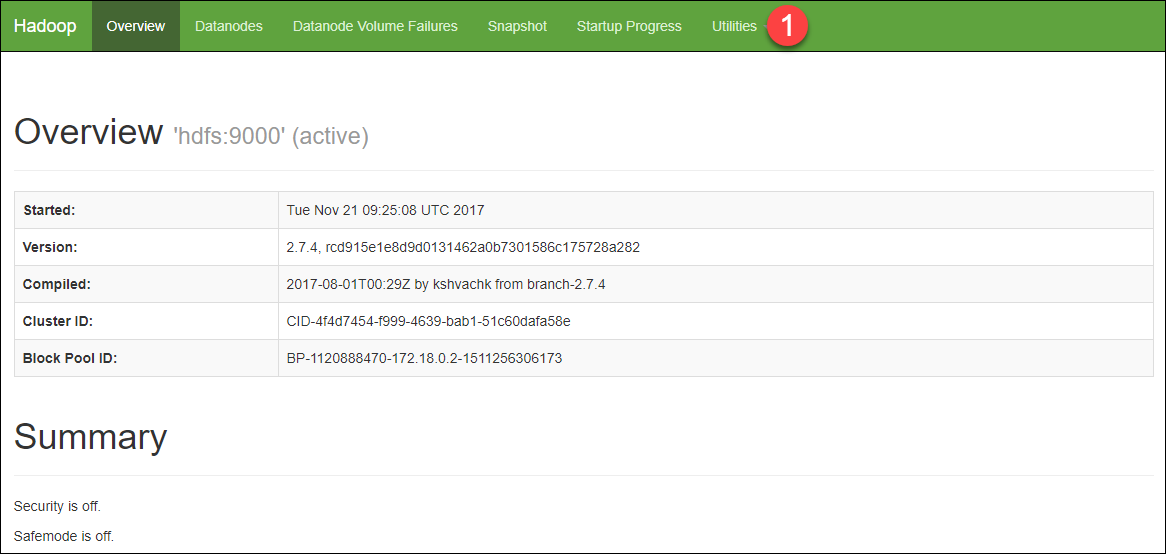 Hadoop Overview Datanodes Datanode Volume Failures Snapshot Startup Progress Utilities 1
Overview 'hdfs:9000' (active)
Started: Tue Nov 21 09:25:08 UTC 2017
Version: 2.7.4, rcd915e1e8d9d0131462a0b7301586c175728a282
Compiled: 2017-08-01T00:29Z by kshvachk from branch-2.7.4
Cluster ID: CID-4f4d7454-f999-4639-bab1-51c60dafa58e
Block Pool ID: BP-1120888470-172.18.0.2-1511256306173
Summary
Security is off.
Safemode is off.